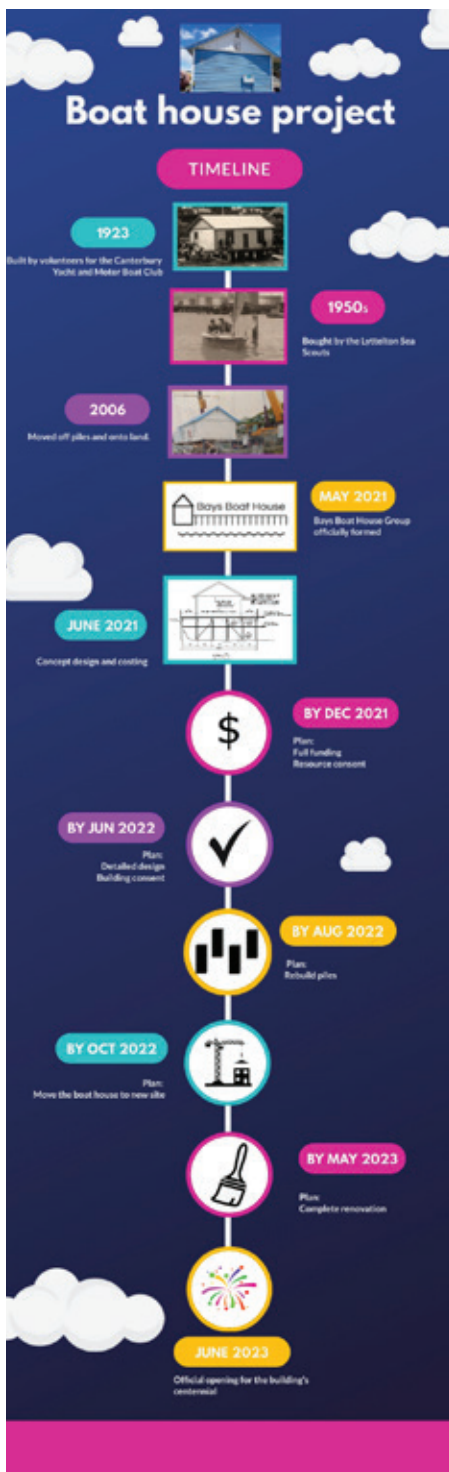 Boat house project
TIMELINE
1923
Built by volunteers for the Canterbury
Yacht and Motor Boat Club
1950s
Bought by the Lyttelton Sea
Scouts
2006
Moved off piles and onto land.
MAY 2021
Bays Boat House Group
officially formed
Bays Boat House
JUNE 2021
Concept design and costing
$
BY DEC 2021
Plan:
Full funding
Resource consent
BY JUN 2022
Plan:
Detailed design
Building consent
BY AUG 2022
Plan:
Rebuild piles
BY OCT 2022
Plan:
Move the boat house to new site
BY MAY 2023
Plan:
Complete renovation
JUNE 2023
Official opening for the building's
centennial